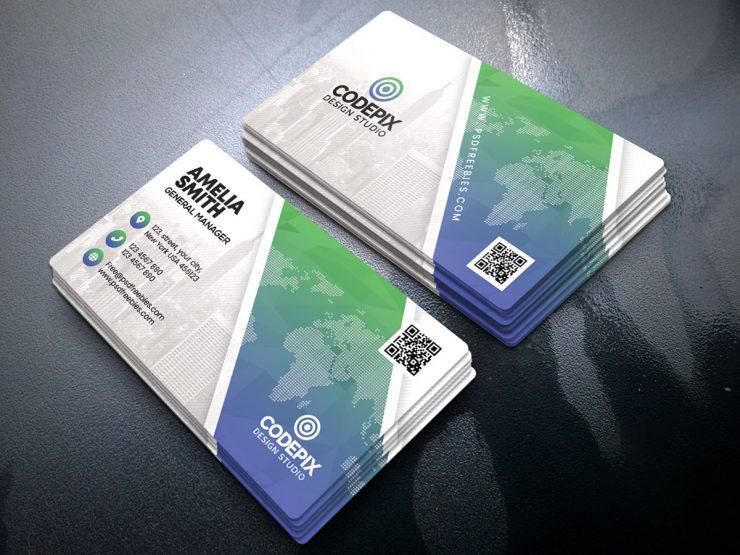 CODEPIX
DESIGN STUDIO
WWW.PSDFREEBIES.COM
AMELIA
SMITH
GENERAL MANAGER
123, street, your city,
New York USA 458123
123 4567 890
123 4567 890
Free@psdfreebies.com
www.psdfreebies.com
CODEPIX
DESIGN STUDIO